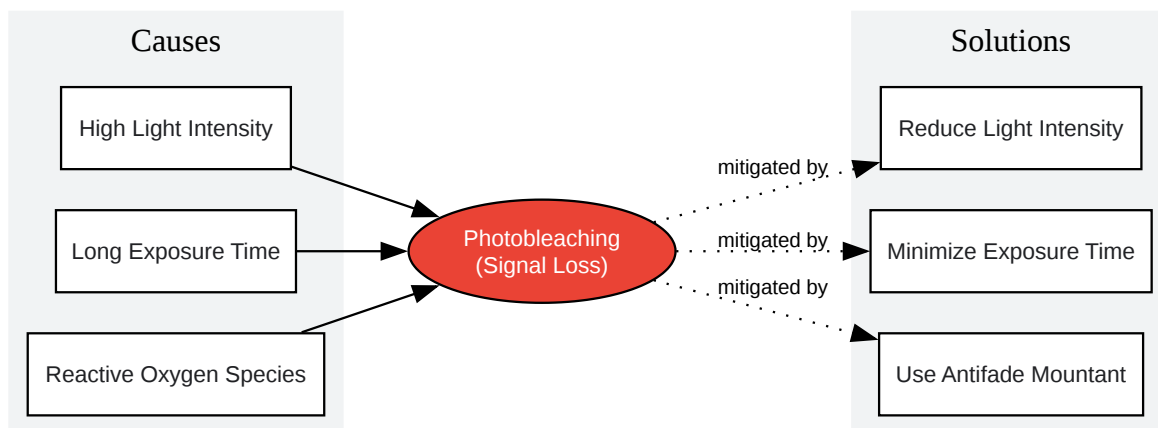 Causes
High Light Intensity
Long Exposure Time
Reactive Oxygen Species
Photobleaching
(Signal Loss)
mitigated by
mitigated by
mitigated by
Solutions
Reduce Light Intensity
Minimize Exposure Time
Use Antifade Mountant